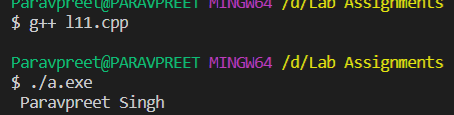 Paravpreet@PARAVPREET MINGW64 /d/Lab Assignments
$ g++ l11.cpp
Paravpreet@PARAVPREET MINGW64 /d/Lab Assignments
$ ./a.exe
Paravpreet Singh